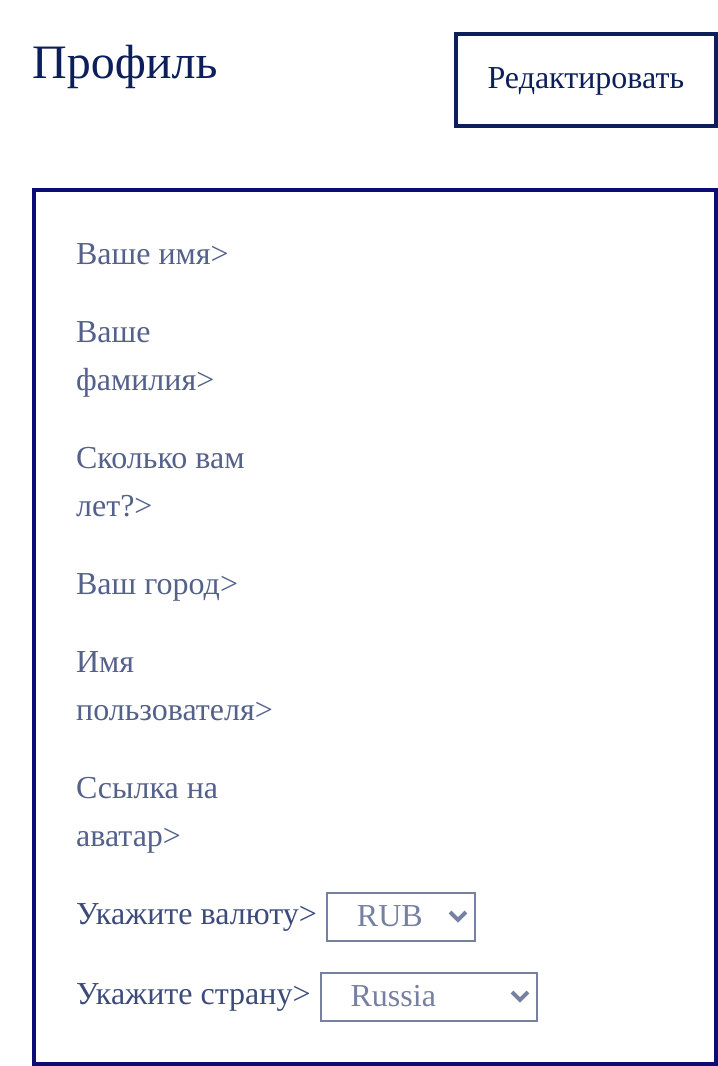 Профиль
Редактировать
Ваше имя>
Ваше
фамилия>
Сколько вам
лет?>
Ваш город>
Имя
пользователя>
Ссылка на
аватар>
Укажите валюту> RUB
Укажите страну> Russia